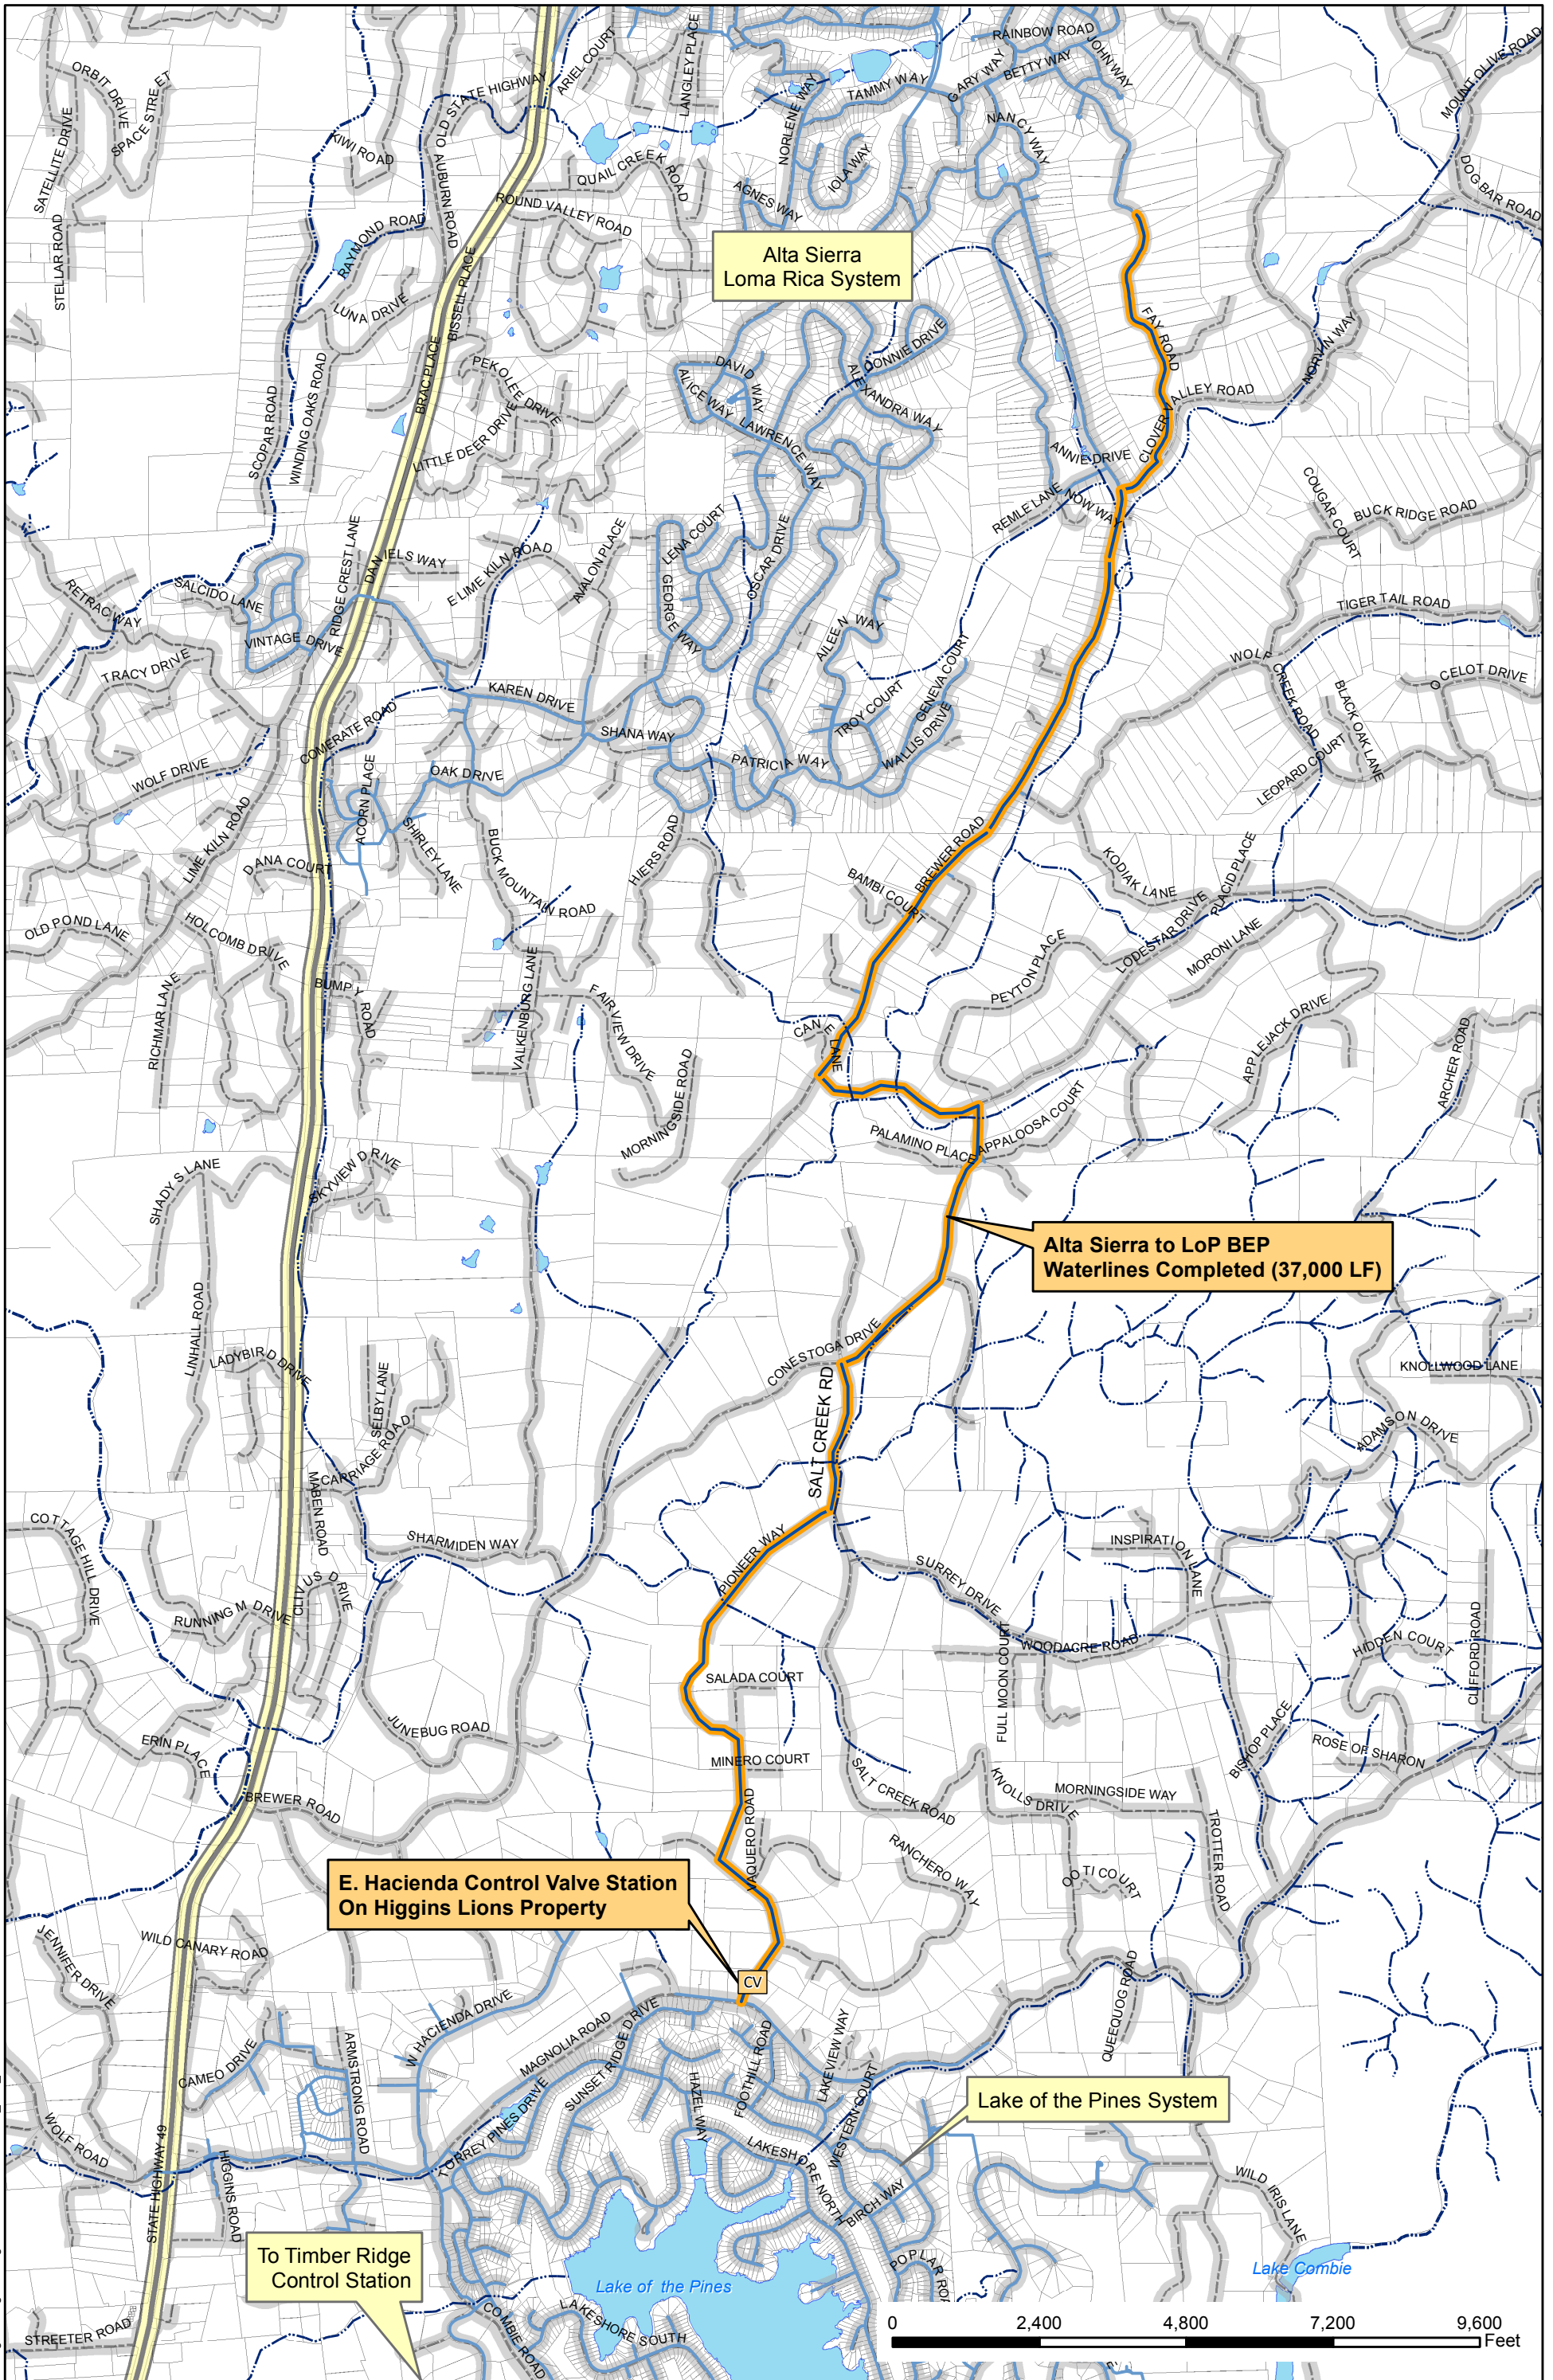 ORBIT DRIVE
SPACE STREET
SATELLITE DRIVE
STELLAR ROAD
KIWI ROAD
OLD STATE HIGHWAY
AUBURN ROAD
ARIEL COURT
LANGLEY PLACE
NORLENE WAY
TAMMY WAY
GARY WAY
RAINBOW ROAD
BETTY WAY
JOHN WAY
NANCY WAY
IOLA WAY
AGNES WAY
MOUNT OLIVE ROAD
DOG BAR ROAD
QUAIL CREEK ROAD
ROUND VALLEY ROAD
RAYMOND ROAD
LUNA DRIVE
BISSELL PLACE
BRAC PLACE
Alta Sierra
Loma Rica System
FAY ROAD
NORVIN WAY
CLOVER VALLEY ROAD
PEKOLEE DRIVE
LITTLE DEER DRIVE
SCOPAR ROAD
WINDING OAKS ROAD
DAVID WAY
ALICE WAY
LAWRENCE WAY
DONNIE DRIVE
ALEXANDRA WAY
ANNIE DRIVE
REMLE LANE
NOW WAY
COUGAR COURT
BUCK RIDGE ROAD
RETRAC WAY
SALCIDO LANE
VINTAGE DRIVE
RIDGE CREST LANE
DANIELS WAY
E LIME KILN ROAD
AVALON PLACE
LENA COURT
GEORGE WAY
OSCAR DRIVE
AILEEN WAY
TROY COURT
GENEVA COURT
WALLIS DRIVE
TIGER TAIL ROAD
WOLF CREEK ROAD
OCELOT DRIVE
BLACK OAK LANE
LEOPARD COURT
TRACY DRIVE
WOLF DRIVE
COMERATE ROAD
KAREN DRIVE
SHANA WAY
PATRICIA WAY
OAK DRIVE
ACORN PLACE
SHIRLEY LANE
LIME KILN ROAD
DANA COURT
BUCK MOUNTAIN ROAD
HIERS ROAD
BREWER ROAD
BAMBI COURT
KODIAK LANE
PLACID PLACE
LODESTAR DRIVE
MORONI LANE
OLD POND LANE
HOLCOMB DRIVE
RICHMAR LANE
BUMPY ROAD
VALKENBURG LANE
FAIRVIEW DRIVE
MORNINGSIDE ROAD
PEYTON PLACE
CANE LANE
APPLEJACK DRIVE
ARCHER ROAD
PALAMINO PLACE
APPALOOSA COURT
SHADYS LANE
SKYVIEW DRIVE
Alta Sierra to LoP BEP
Waterlines Completed (37,000 LF)
LINHALL ROAD
LADYBIRD DRIVE
SELBY LANE
CARRIAGE ROAD
MABEN ROAD
CONESTOGA DRIVE
SALT CREEK RD
KNOLLWOOD LANE
ADAMSON DRIVE
COTTAGE HILL DRIVE
SHARMIDEN WAY
PIONEER WAY
INSPIRATION LANE
SURREY DRIVE
CLIVUS DRIVE
RUNNING M DRIVE
WOODACRE ROAD
FULL MOON COURT
HIDDEN COURT
CLIFFORD ROAD
SALADA COURT
JUNEBUG ROAD
ERIN PLACE
MINERO COURT
BISHOP PLACE
ROSE OF SHARON
SALT CREEK ROAD
KNOLLS DRIVE
MORNINGSIDE WAY
TROTTER ROAD
BREWER ROAD
VAQUERO ROAD
RANCHERO WAY
OOTI COURT
E. Hacienda Control Valve Station
On Higgins Lions Property
JENNIFER DRIVE
WILD CANARY ROAD
CV
QUEEQUOG ROAD
W HACIENDA DRIVE
MAGNOLIA ROAD
SUNSET RIDGE DRIVE
CAMEO DRIVE
ARMSTRONG ROAD
TORREY PINES DRIVE
HAZEL WAY
FOOTHILL ROAD
LAKEVIEW WAY
WESTERN COURT
Lake of the Pines System
WOLF ROAD
STATE HIGHWAY 49
HIGGINS ROAD
LAKESHORE NORTH
BIRCH WAY
WILD IRIS LANE
To Timber Ridge
Control Station
Lake of the Pines
Lake Combie
STREETER ROAD
COMBIE ROAD
LAKESHORE SOUTH
0 2,400 4,800 7,200 9,600
Feet